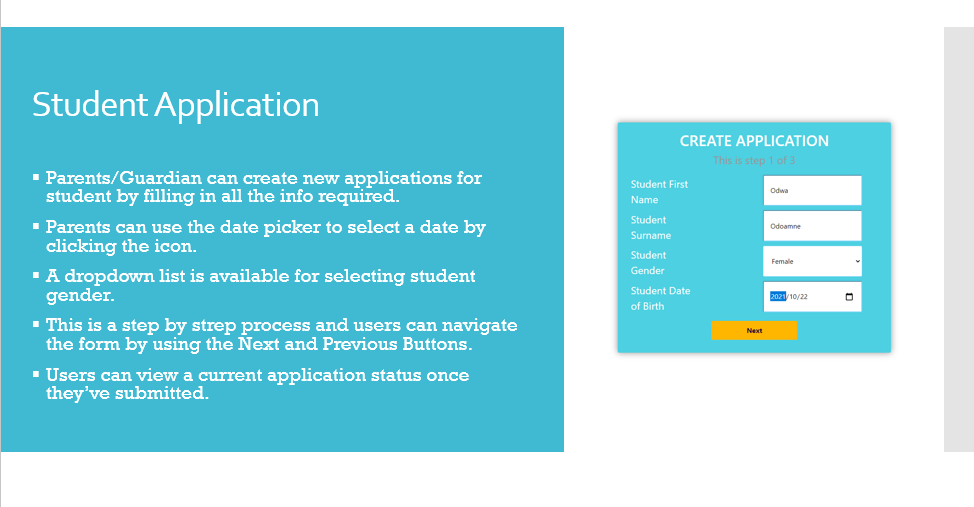 Student Application
▪ Parents/Guardian can create new applications for
student by filling in all the info required.
▪ Parents can use the date picker to select a date by
clicking the icon.
▪ A dropdown list is available for selecting student
gender.
▪ This is a step by strep process and users can navigate
the form by using the Next and Previous Buttons.
▪ Users can view a current application status once
they've submitted.
CREATE APPLICATION
This is step 1 of 3
Student First
Name
Odwa
Student
Surname
Odoamne
Student
Gender
Female
Student Date
of Birth
2021/10/22
Next